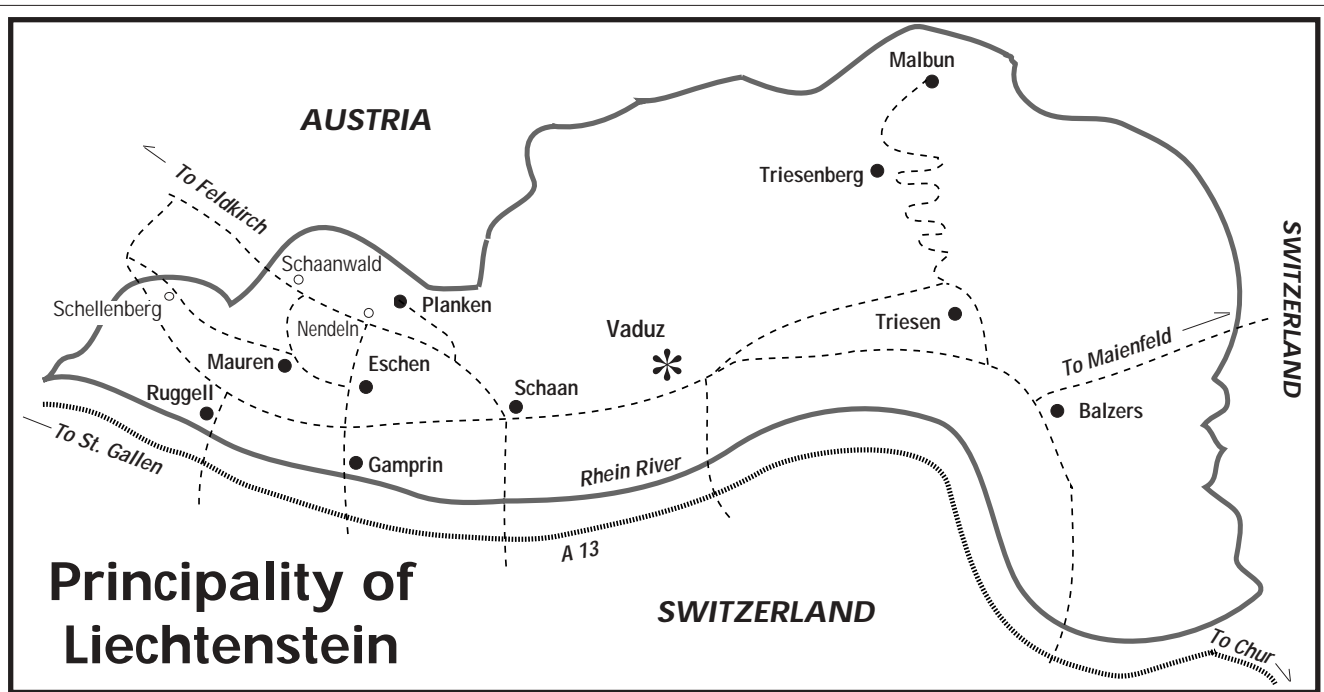 Malbun
AUSTRIA
Triesenberg
To Feldkirch
SWITZERLAND
Schaanwald
Schellenberg
Planken
Nendeln
Vaduz
Triesen
To Maienfeld
Mauren
Eschen
Ruggell
Schaan
Balzers
To St. Gallen
Gamprin
Rhein River
A 13
Principality of
Liechtenstein
SWITZERLAND
To Chur